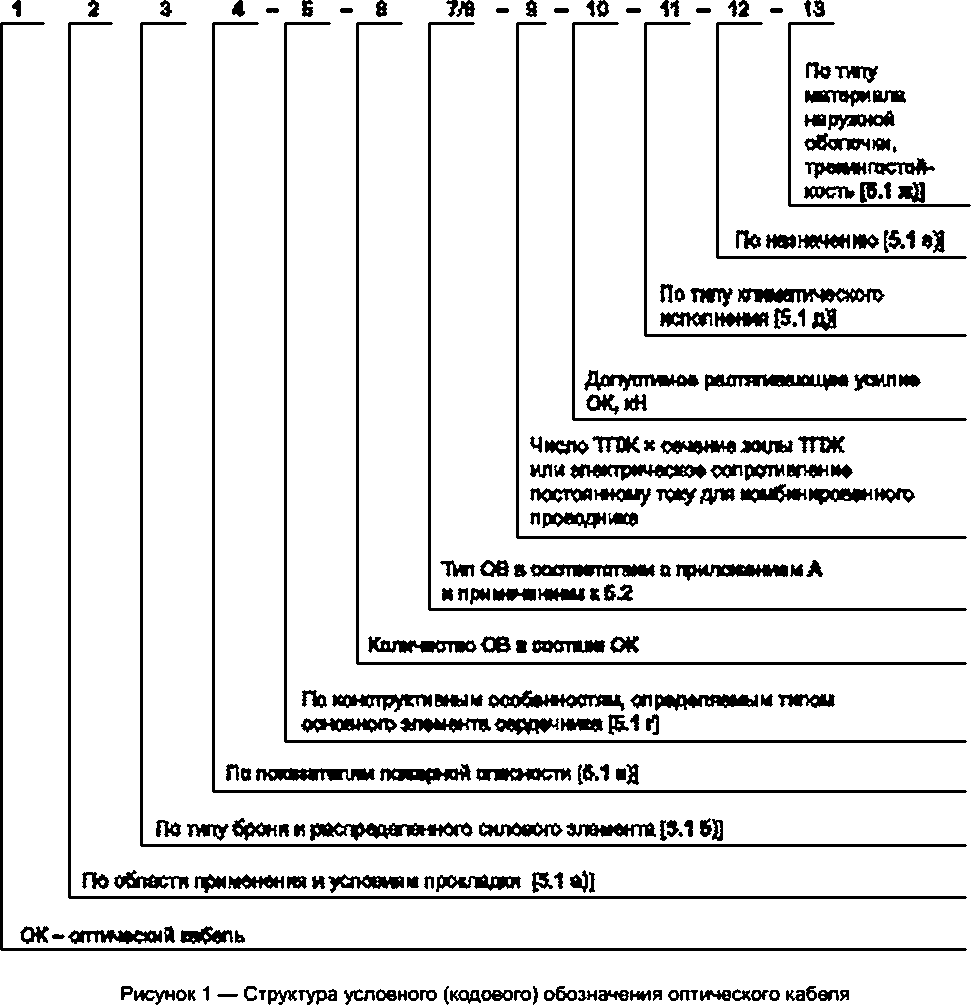 1 2 3 4 – 5 – 6 7/8 – 9 – 10 – 11 – 12 – 13
По типу
материала
наружной
оболочки,
трекингостой-
кость [5.1 ж)]
По назначению [5.1 е)]
По типу климатического
исполнения [5.1 д)]
Допустимое растягивающее усилие
ОК, кН
Число ТПЖ × сечение жилы ТПЖ
или электрическое сопротивление
постоянному току для комбинированного
проводника
Тип ОВ в соответствии с приложением А
и примечанием к 5.2
Количество ОВ в составе ОК
По конструктивным особенностям, определяемым типом
основного элемента сердечника [5.1 г]
По показателям пожарной опасности [5.1 в)]
По типу брони и распределенного силового элемента [5.1 б)]
По области применения и условиям прокладки [5.1 а)]
ОК – оптический кабель
Рисунок 1 — Структура условного (кодового) обозначения оптического кабеля